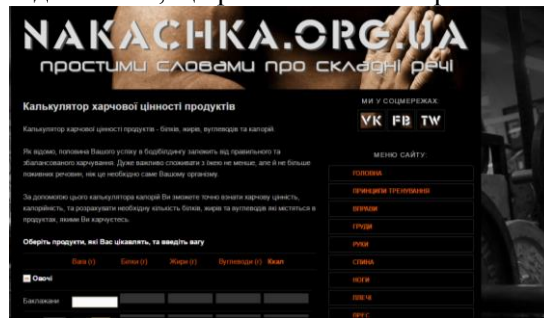 NAKACHKA.ORG.UA
простими словами про складні речі
Калькулятор харчової цінності продуктів
Калькулятор харчової цінності продуктів - білків, жирів, вуглеводів та калорій.
Як відомо, половина Вашого успіху в бодібілдингу залежить від правильного та
збалансованого харчування. Дуже важливо споживати з їжею не менше, але й не більше
поживних речовин, ніж це необхідно саме Вашому організму.
За допомогою цього калькулятора калорій Ви зможете точно взнати харчову цінність,
калорійність, та розрахувати необхідну кількість білків, жирів та вуглеводів які містяться в
продуктах, якими Ви харчуєтесь.
Оберіть продукти, які Вас цікавлять, та введіть вагу
Вага (г) Білки (г) Жири (г) Вуглеводи (г) Ккал
Овочі
Баклажани
МИ У СОЦМЕРЕЖАХ:
VK FB TW
МЕНЮ САЙТУ:
ГОЛОВНА
ПРИНЦИПИ ТРЕНУВАННЯ
ВПРАВИ
ГРУДИ
РУКИ
СПИНА
НОГИ
ПЛЕЧІ
ПРЕС